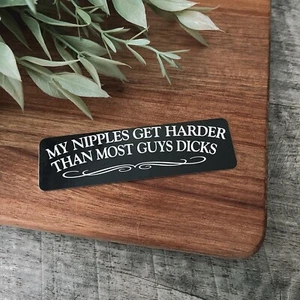 MY NIPPLES GET HARDER
THAN MOST GUYS DICKS